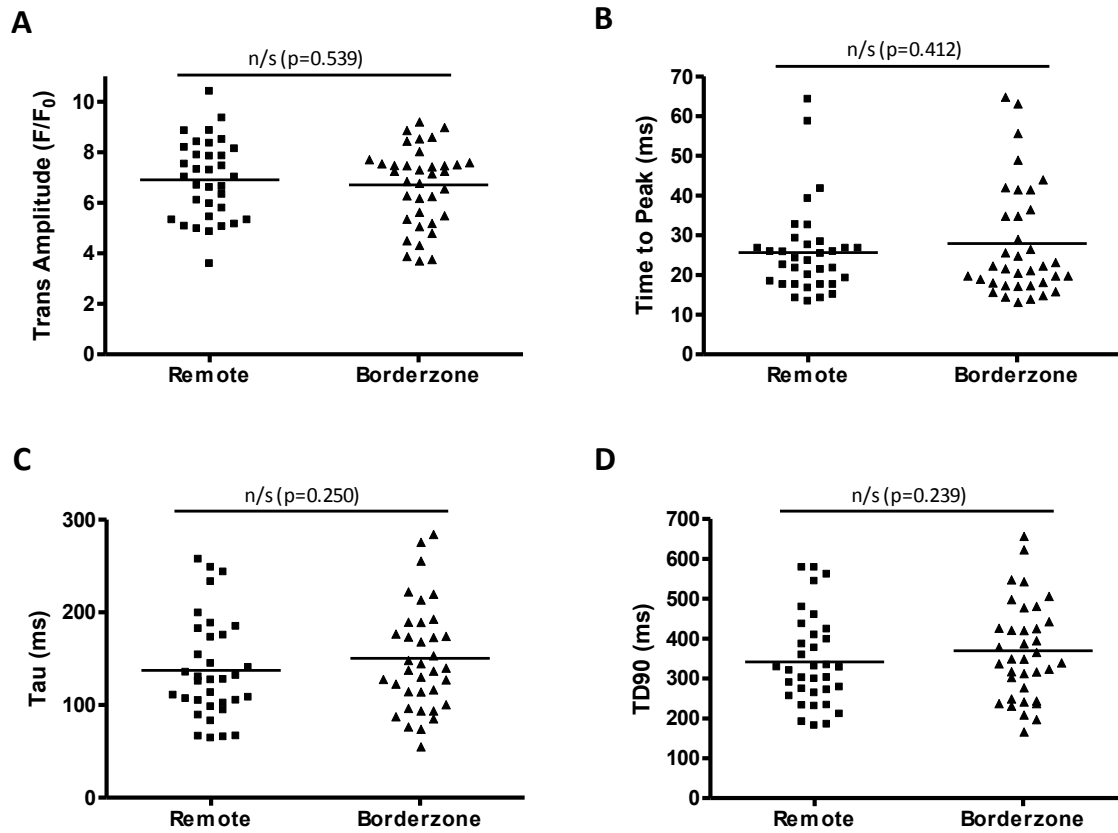 A
n/s (p=0.539)
Trans Amplitude (F/F0)
10
8
6
4
2
0
Remote
Borderzone
B
n/s (p=0.412)
Time to Peak (ms)
70
60
50
40
30
20
10
0
Remote
Borderzone
C
n/s (p=0.250)
Tau (ms)
300
200
100
0
Remote
Borderzone
D
n/s (p=0.239)
TD90 (ms)
700
600
500
400
300
200
100
0
Remote
Borderzone